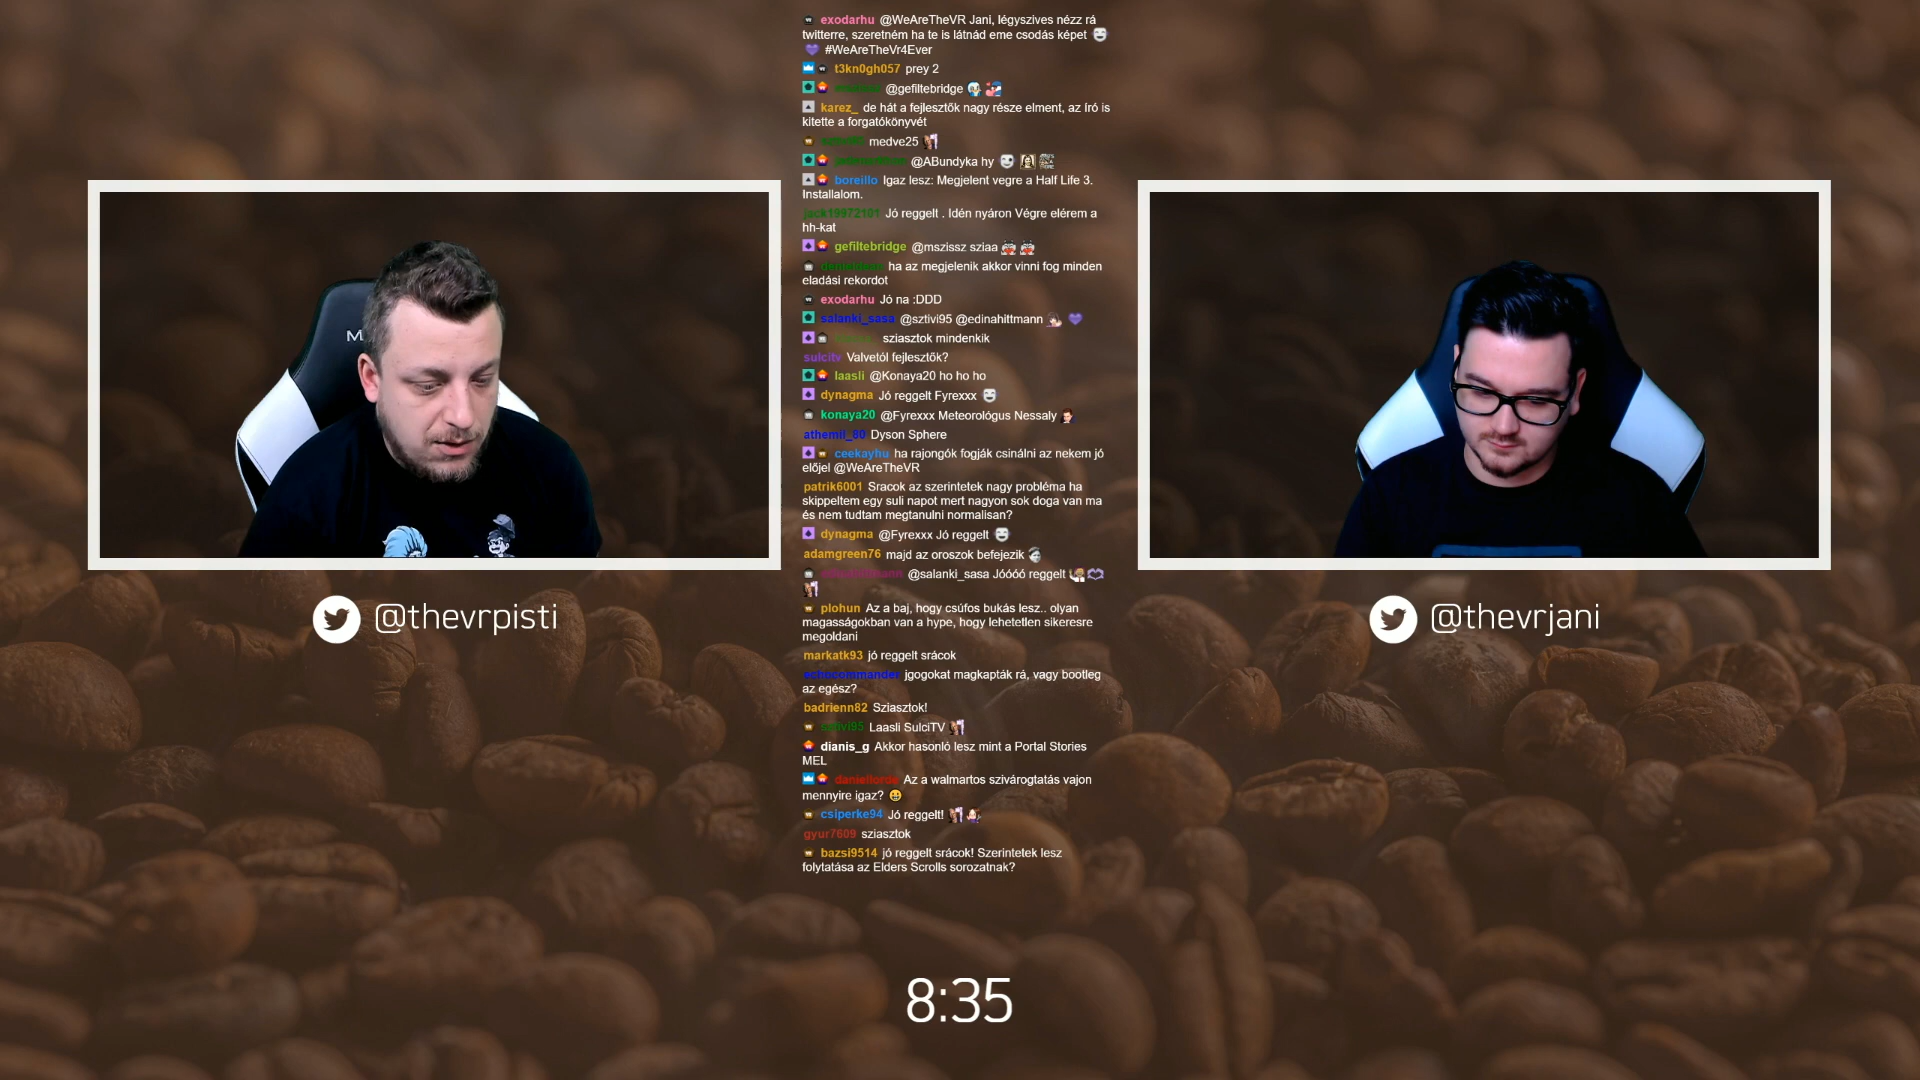 exodarhu @WeAreTheVR Jani, légyszives nézz rá
twitterre, szeretném ha te is látnád eme csodás képet
#WeAreTheVr4Ever
t3kn0gh057 prey 2
@gefiltebridge
karez_ de hát a fejlesztők nagy része elment, az író is
kitette a forgatókönyvét
medve25
@ABundyka hy
boreillo Igaz lesz: Megjelent vegre a Half Life 3.
Installalom.
jack19972101 Jó reggelt . Idén nyáron Végre elérem a
hh-kat
gefiltebridge @mszissz sziaa
ha az megjelenik akkor vinni fog minden
eladási rekordot
exodarhu Jó na :DDD
salanki_sasa @sztivi95 @edinahittmann
sziasztok mindenkik
sulcitv Valvetól fejlesztők?
laasli @Konaya20 ho ho ho
dynagma Jó reggelt Fyrexxx
konaya20 @Fyrexxx Meteorológus Nessaly
athemil_80 Dyson Sphere
ceekayhu ha rajongók fogják csinálni az nekem jó
előjel @WeAreTheVR
patrik6001 Sracok az szerintetek nagy probléma ha
skippeltem egy suli napot mert nagyon sok doga van ma
és nem tudtam megtanulni normalisan?
dynagma @Fyrexxx Jó reggelt
adamgreen76 majd az oroszok befejezik
@salanki_sasa Jóóóó reggelt
plohun Az a baj, hogy csúfos bukás lesz.. olyan
magasságokban van a hype, hogy lehetetlen sikeresre
megoldani
markatk93 jó reggelt srácok
jgogokat magkapták rá, vagy bootleg
az egész?
badrienn82 Sziasztok!
sztivi95 Laasli SulciTV
dianis_g Akkor hasonló lesz mint a Portal Stories
MEL
Az a walmartos szivárogtatás vajon
mennyire igaz?
csiperke94 Jó reggelt!
gyur7609 sziasztok
bazsi9514 jó reggelt srácok! Szerintetek lesz
folytatása az Elders Scrolls sorozatnak?
M
@thevrpisti
@thevrjani
8:35